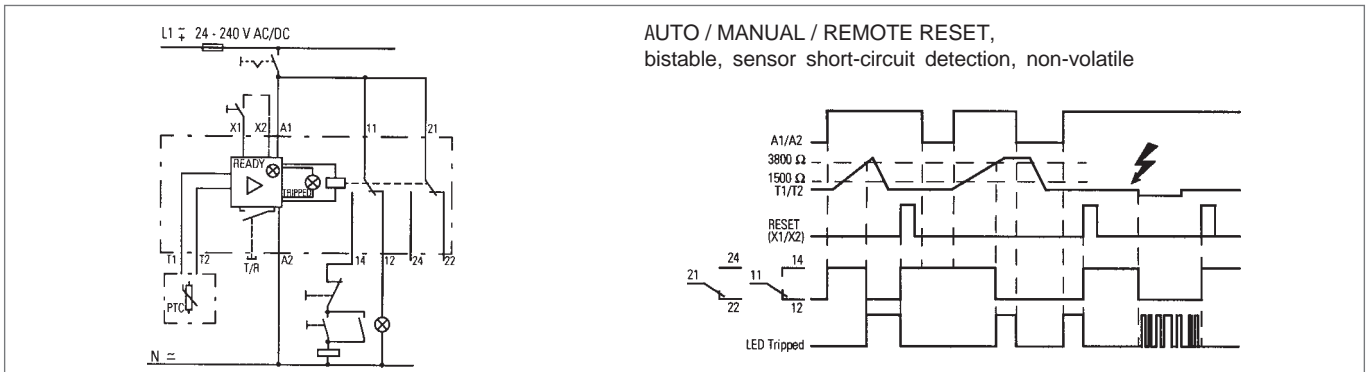 L1 ≂ + 24 - 240 V AC/DC
X1 X2 A1 11 21
READY
TRIPPED
T1 T2 T/R A2 14 12 24 22
PTC
N ≃
AUTO / MANUAL / REMOTE RESET,
bistable, sensor short-circuit detection, non-volatile
A1/A2
3800 Ω
1500 Ω
T1/T2
RESET
(X1/X2)
24 14
21 11
22 12
LED Tripped